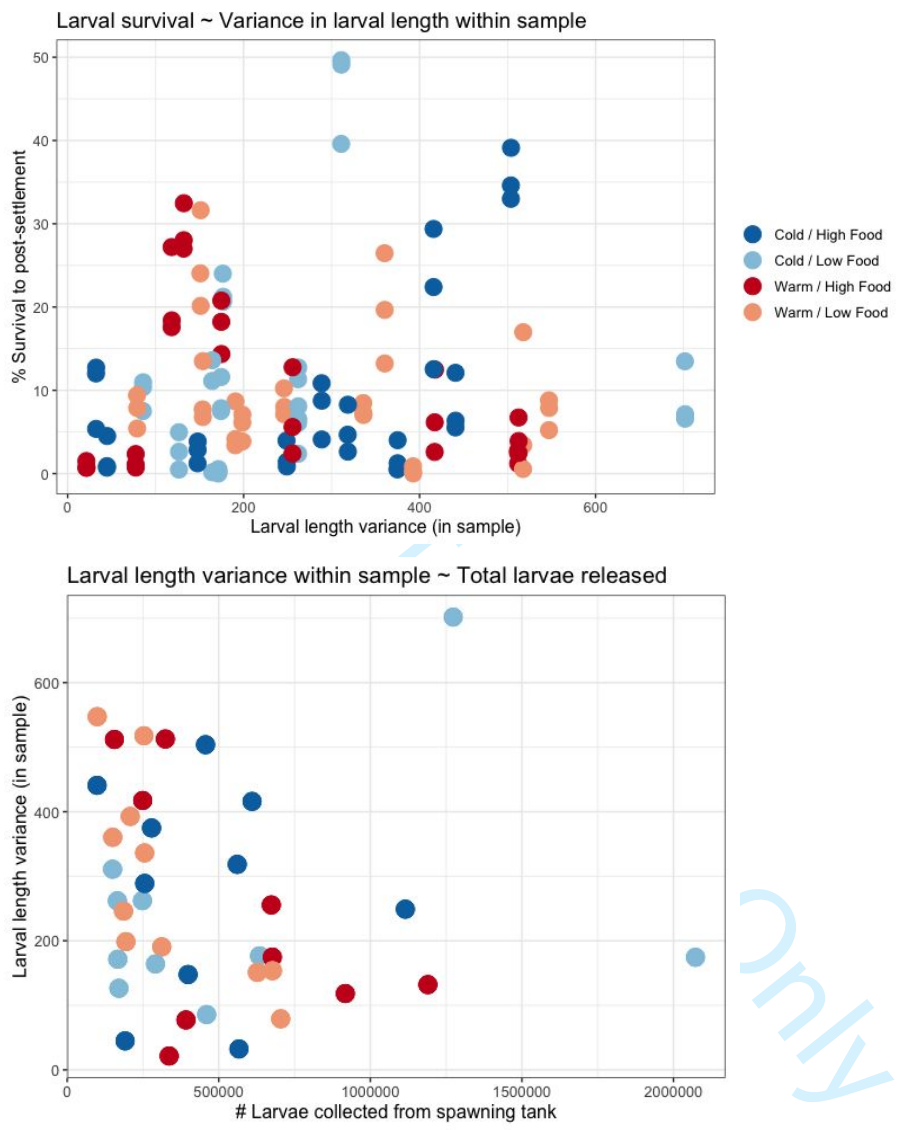 Larval survival ~ Variance in larval length within sample
50
40
30
20
10
0
% Survival to post-settlement
0 200 400 600
Larval length variance (in sample)
Cold / High Food
Cold / Low Food
Warm / High Food
Warm / Low Food
Larval length variance within sample ~ Total larvae released
600
400
200
0
Larval length variance (in sample)
0 500000 1000000 1500000 2000000
# Larvae collected from spawning tank
Only